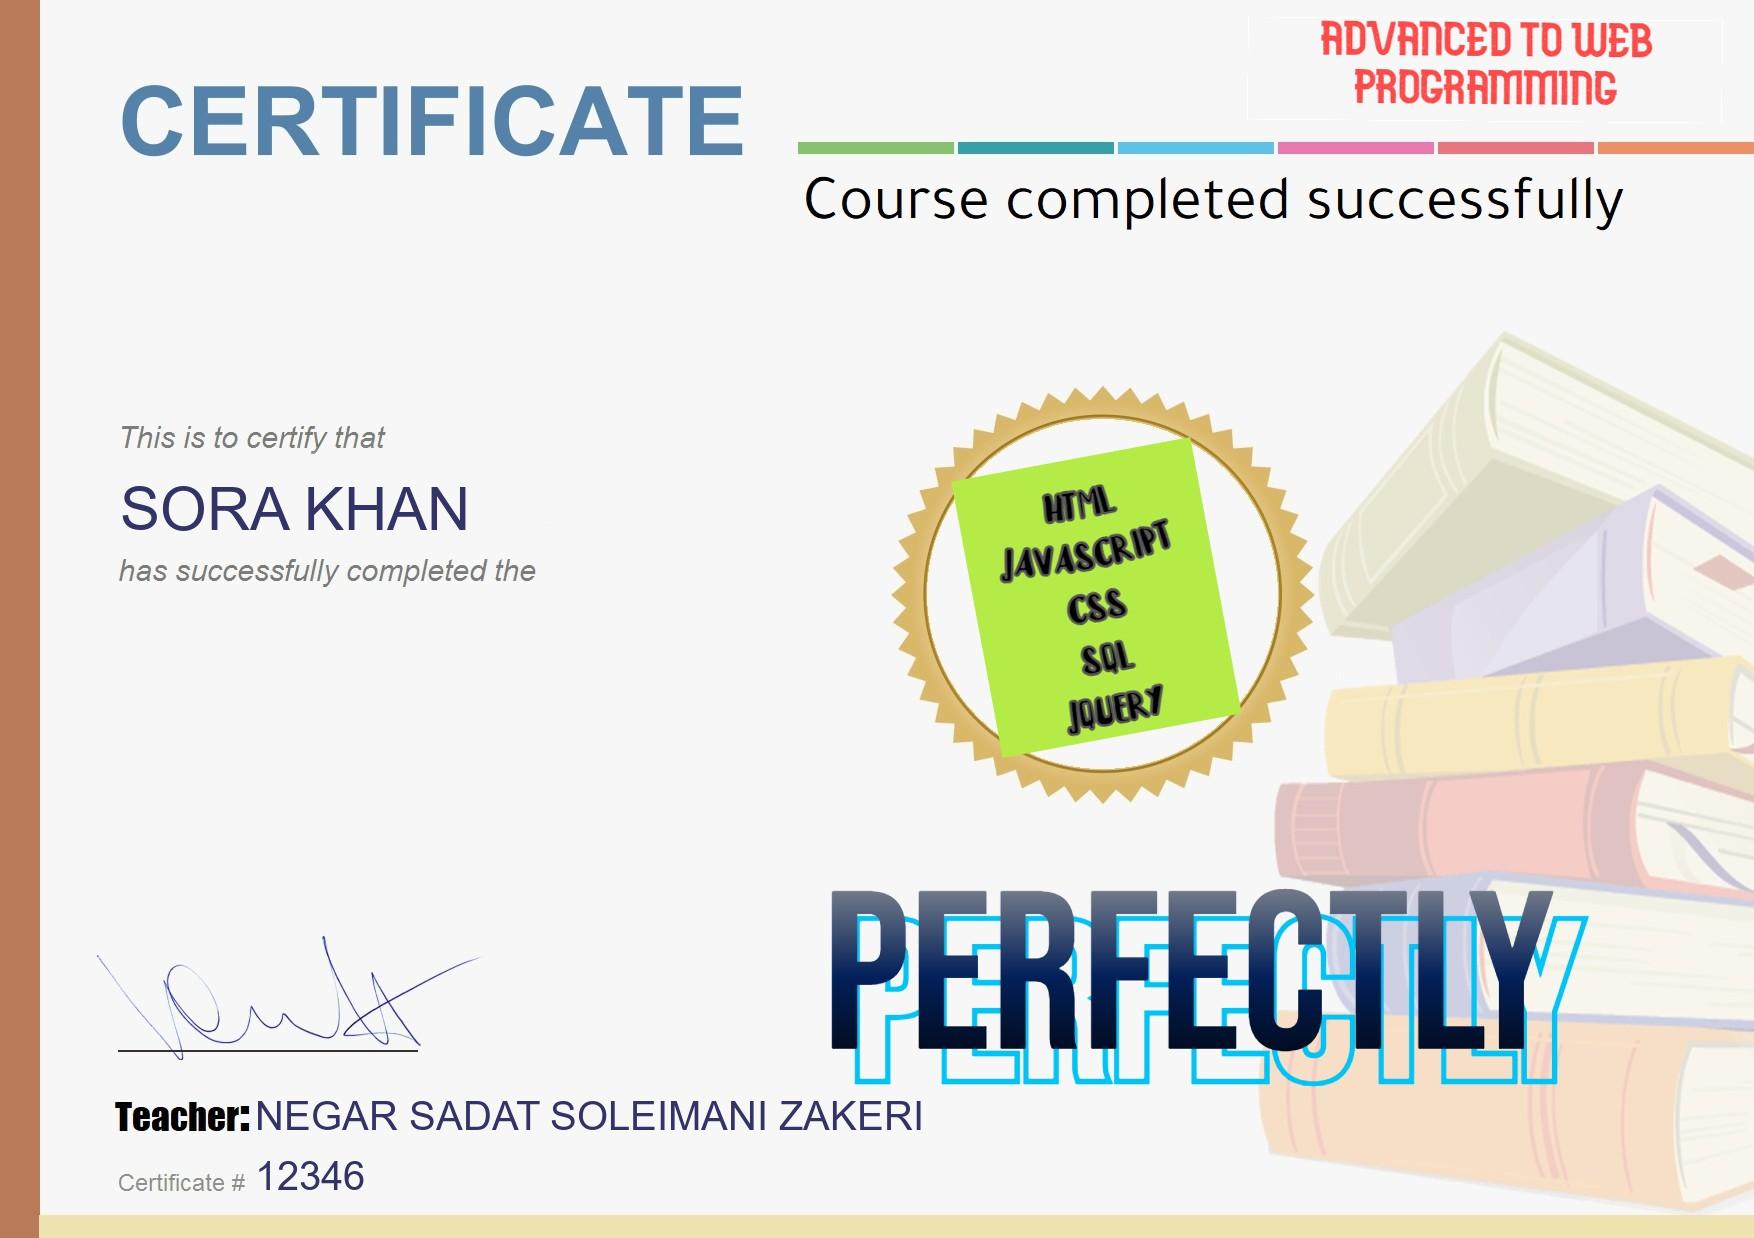 ADVANCED TO WEB
PROGRAMMING
CERTIFICATE
Course completed successfully
This is to certify that
SORA KHAN
has successfully completed the
HTML
JAVASCRIPT
CSS
SQL
JQUERY
PERFECTLY
Teacher: NEGAR SADAT SOLEIMANI ZAKERI
Certificate # 12346